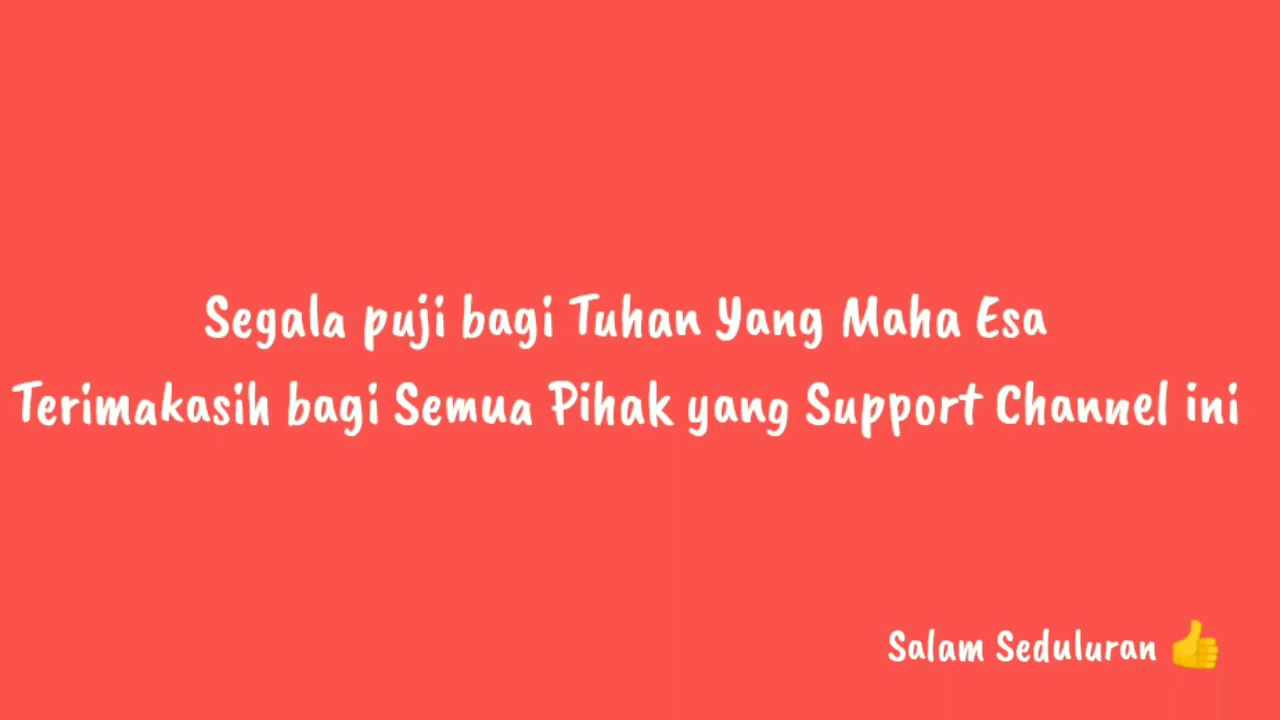 Segala puji bagi Tuhan Yang Maha Esa
Terimakasih bagi Semua Pihak yang Support Channel ini
Salam Seduluran 👍